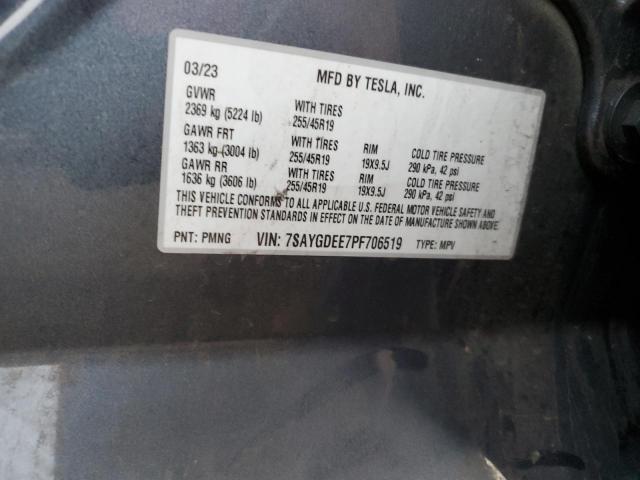 03/23 MFD BY TESLA, INC.
GVWR
2369 kg (5224 lb) WITH TIRES 255/45R19
GAWR FRT
1363 kg (3004 lb) WITH TIRES 255/45R19 RIM 19X9.5J COLD TIRE PRESSURE 290 kPa, 42 psi
GAWR RR
1636 kg (3606 lb) WITH TIRES 255/45R19 RIM 19X9.5J COLD TIRE PRESSURE 290 kPa, 42 psi
THIS VEHICLE CONFORMS TO ALL APPLICABLE U.S. FEDERAL MOTOR VEHICLE SAFETY AND
THEFT PREVENTION STANDARDS IN EFFECT ON THE DATE OF MANUFACTURE SHOWN ABOVE.
PNT: PMNG VIN: 7SAYGDEE7PF706519 TYPE: MPV